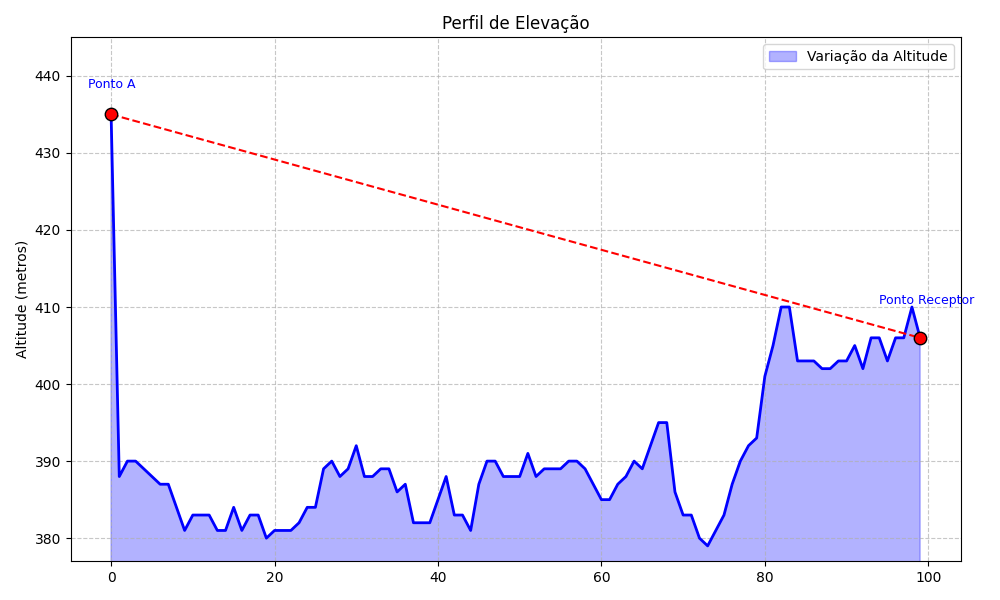 Perfil de Elevação
Variação da Altitude
Ponto A
Ponto Receptor
Altitude (metros)
440
430
420
410
400
390
380
0
20
40
60
80
100